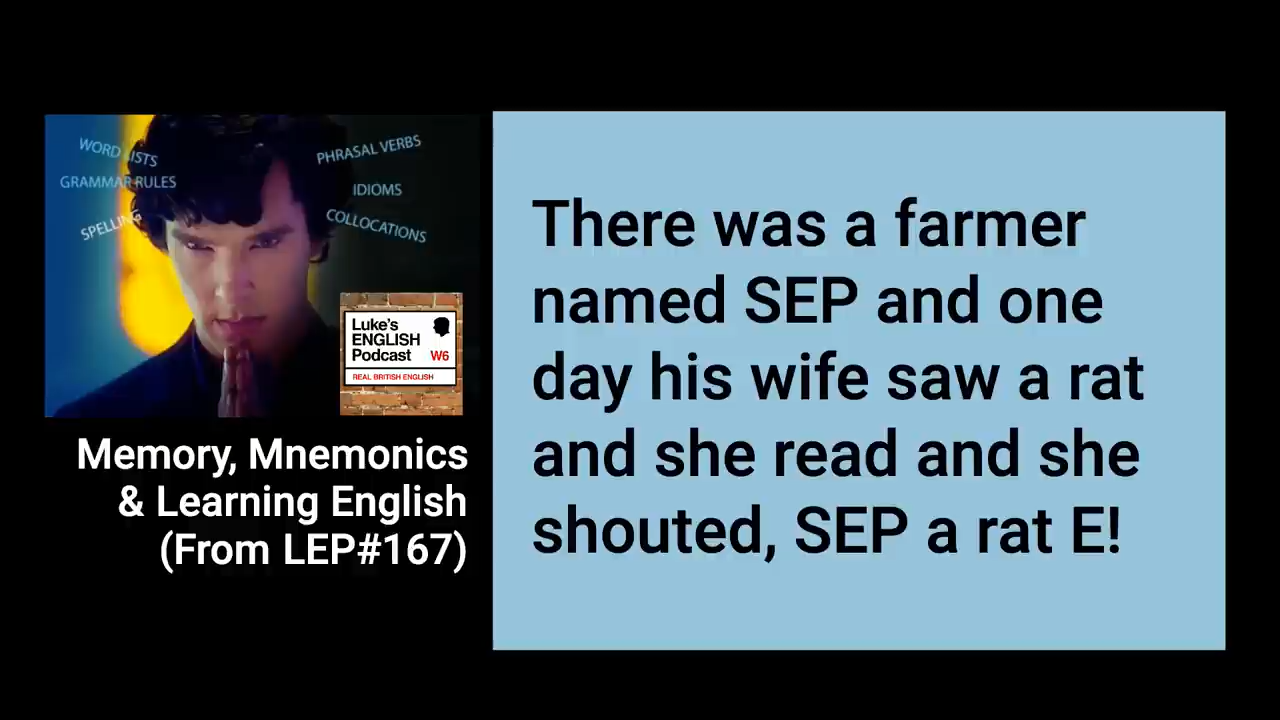 WORD LISTS
GRAMMAR RULES
SPELLING
PHRASAL VERBS
IDIOMS
COLLOCATIONS
Luke's
ENGLISH
Podcast
W6
REAL BRITISH ENGLISH
Memory, Mnemonics
& Learning English
(From LEP#167)
There was a farmer
named SEP and one
day his wife saw a rat
and she read and she
shouted, SEP a rat E!